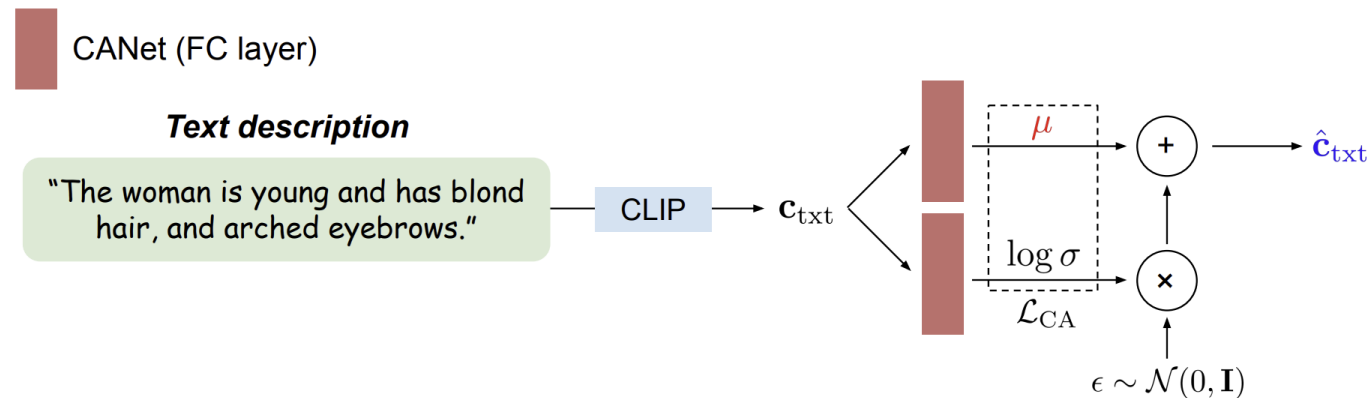 CANet (FC layer)
Text description
“The woman is young and has blond
hair, and arched eyebrows.”
CLIP
c_txt
μ
log σ
ℒ_CA
+
×
ϵ ∼ 𝒩(0, I)
ĉ_txt